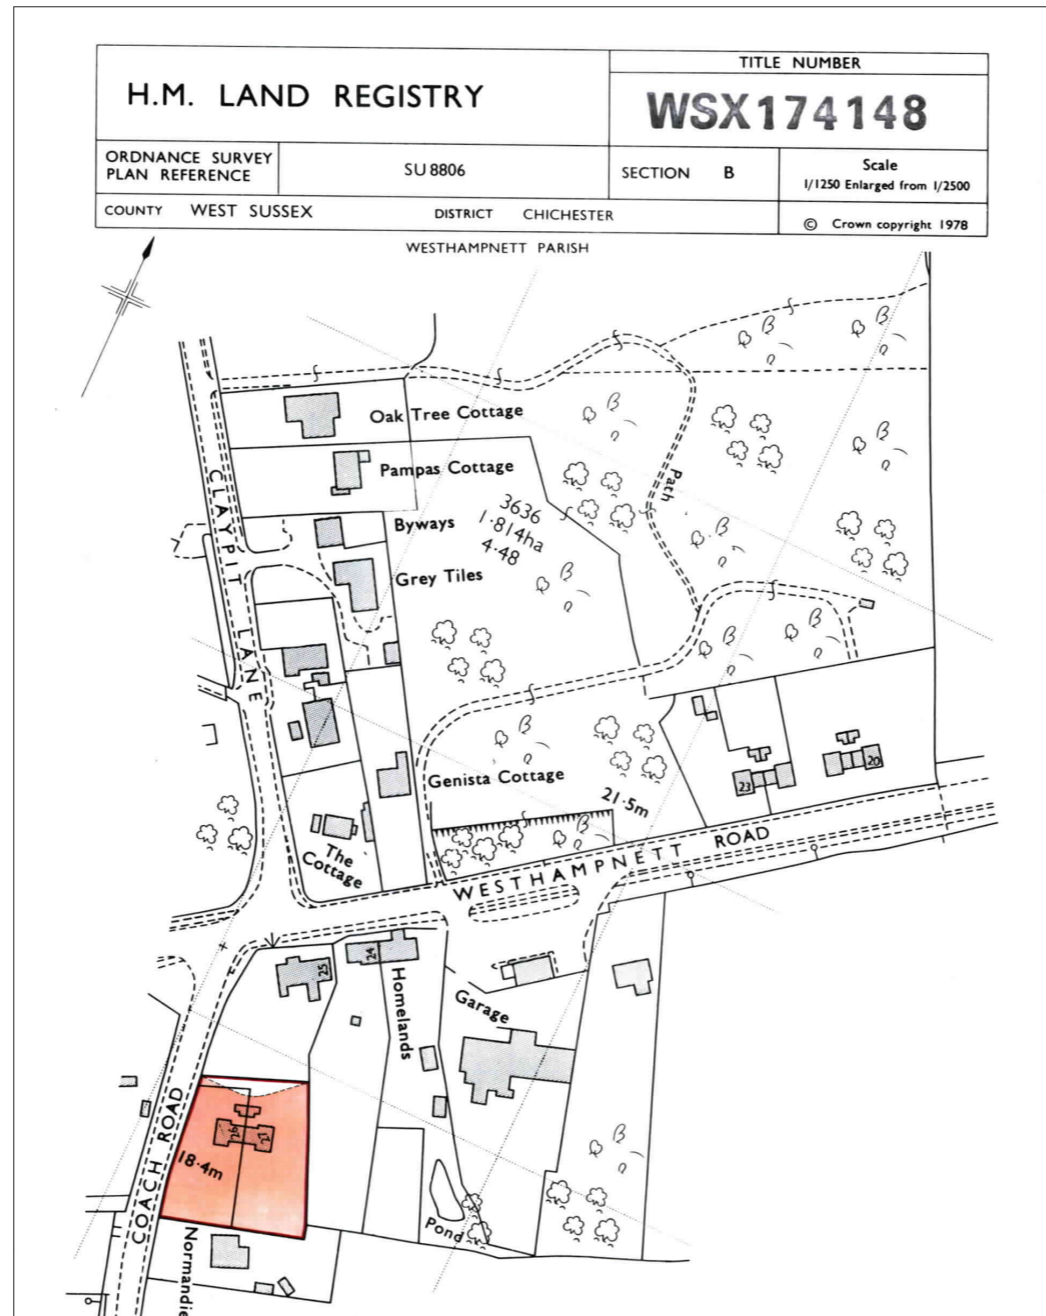 H.M. LAND REGISTRY
TITLE NUMBER
WSX174148
ORDNANCE SURVEY
PLAN REFERENCE
SU 8806
SECTION B
Scale
1/1250 Enlarged from 1/2500
COUNTY WEST SUSSEX
DISTRICT CHICHESTER
© Crown copyright 1978
WESTHAMPNETT PARISH
Oak Tree Cottage
Pampas Cottage
CLAYPIT LANE
Path
3636
1·814ha
4·48
Byways
Grey Tiles
Genista Cottage
21·5m
23
20
The
Cottage
WESTHAMPNETT ROAD
25
24
Homelands
Garage
COACH ROAD
26
27
18·4m
Pond
Normandie